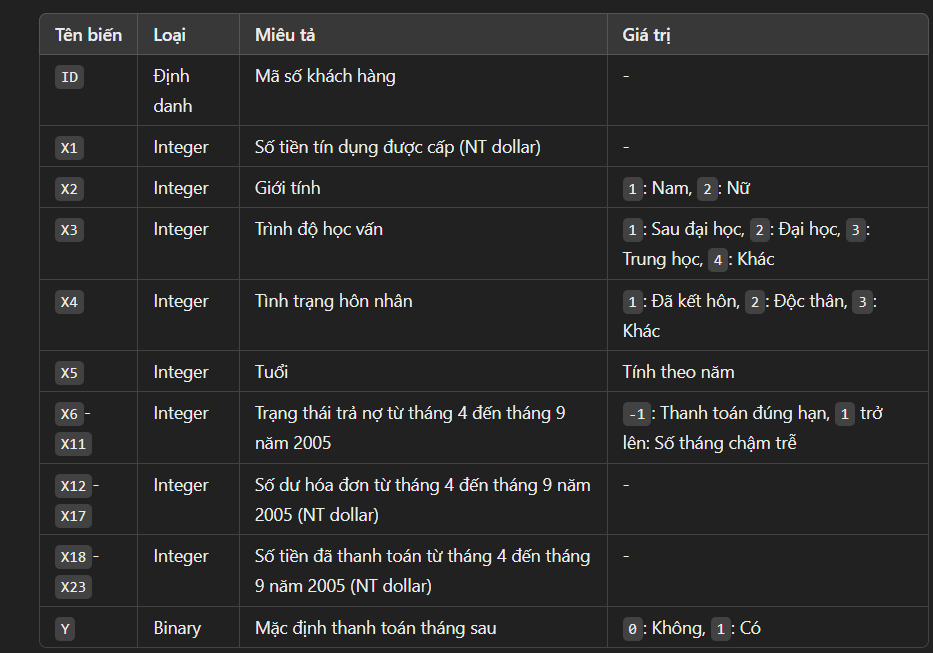 Tên biến Loại Miêu tả Giá trị
ID Định danh Mã số khách hàng -
X1 Integer Số tiền tín dụng được cấp (NT dollar) -
X2 Integer Giới tính 1: Nam, 2: Nữ
X3 Integer Trình độ học vấn 1: Sau đại học, 2: Đại học, 3:
Trung học, 4: Khác
X4 Integer Tình trạng hôn nhân 1: Đã kết hôn, 2: Độc thân, 3:
Khác
X5 Integer Tuổi Tính theo năm
X6 - Integer Trạng thái trả nợ từ tháng 4 đến tháng 9 -1: Thanh toán đúng hạn, 1 trở
X11 năm 2005 lên: Số tháng chậm trễ
X12 - Integer Số dư hóa đơn từ tháng 4 đến tháng 9 năm -
X17 2005 (NT dollar)
X18 - Integer Số tiền đã thanh toán từ tháng 4 đến tháng -
X23 9 năm 2005 (NT dollar)
Y Binary Mặc định thanh toán tháng sau 0: Không, 1: Có